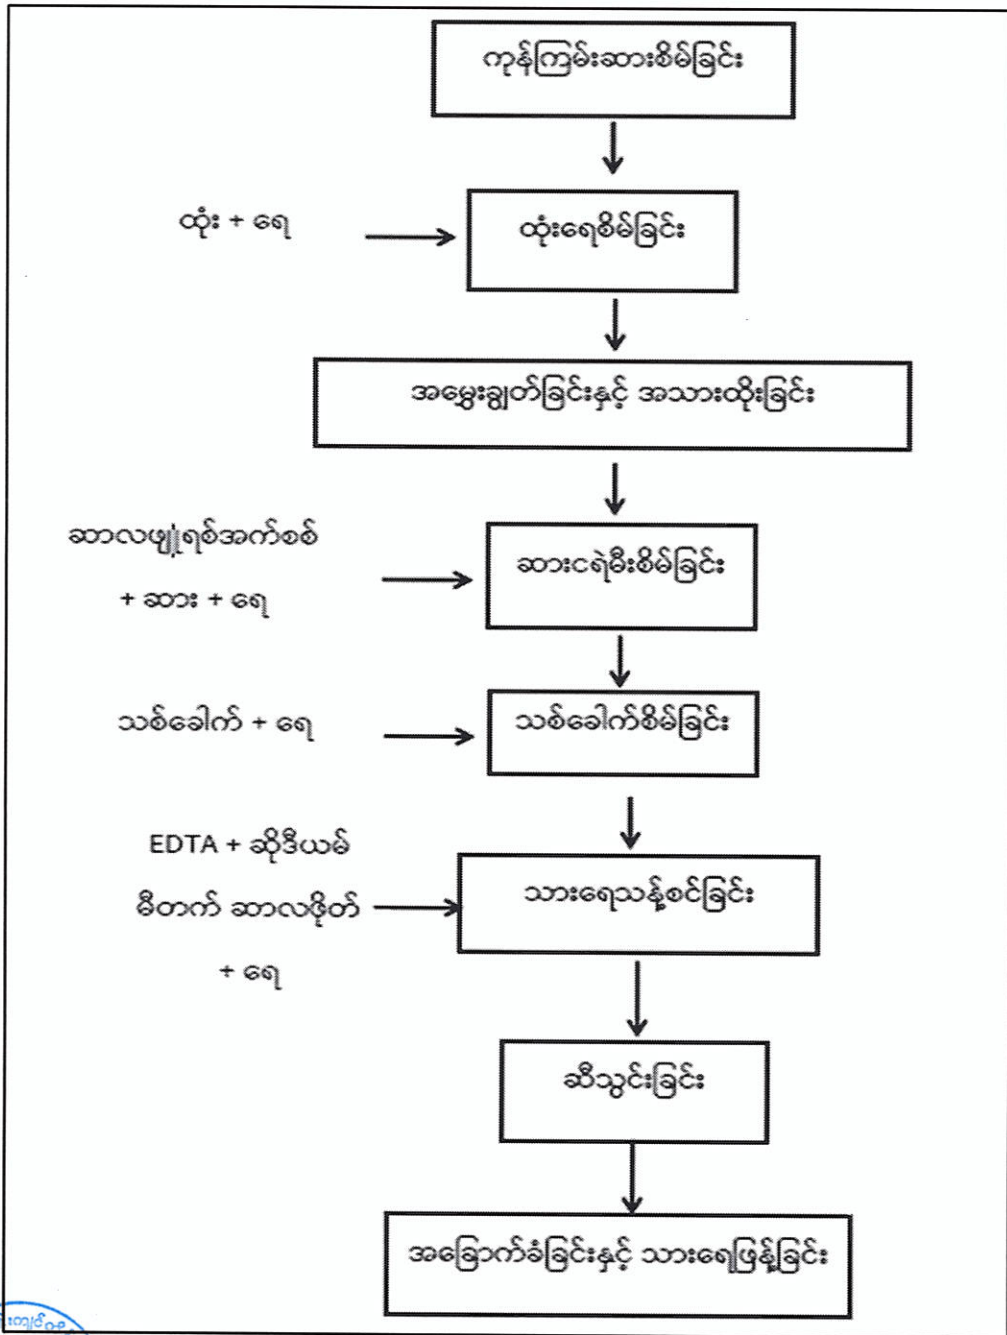 ကုန်ကြမ်းဆားစိမ်ခြင်း
ထုံး + ရေ
ထုံးရေစိမ်ခြင်း
အမွှေးချွတ်ခြင်းနှင့် အသားထိုးခြင်း
ဆာလဖျူရစ်အက်စစ်
+ ဆား + ရေ
ဆားငရဲမီးစိမ်ခြင်း
သစ်ခေါက် + ရေ
သစ်ခေါက်စိမ်ခြင်း
EDTA + ဆိုဒီယမ်
မီတက် ဆာလဖိုတ်
+ ရေ
သားရေသန့်စင်ခြင်း
ဆီသွင်းခြင်း
အခြောက်ခံခြင်းနှင့် သားရေဖြန့်ခြင်း